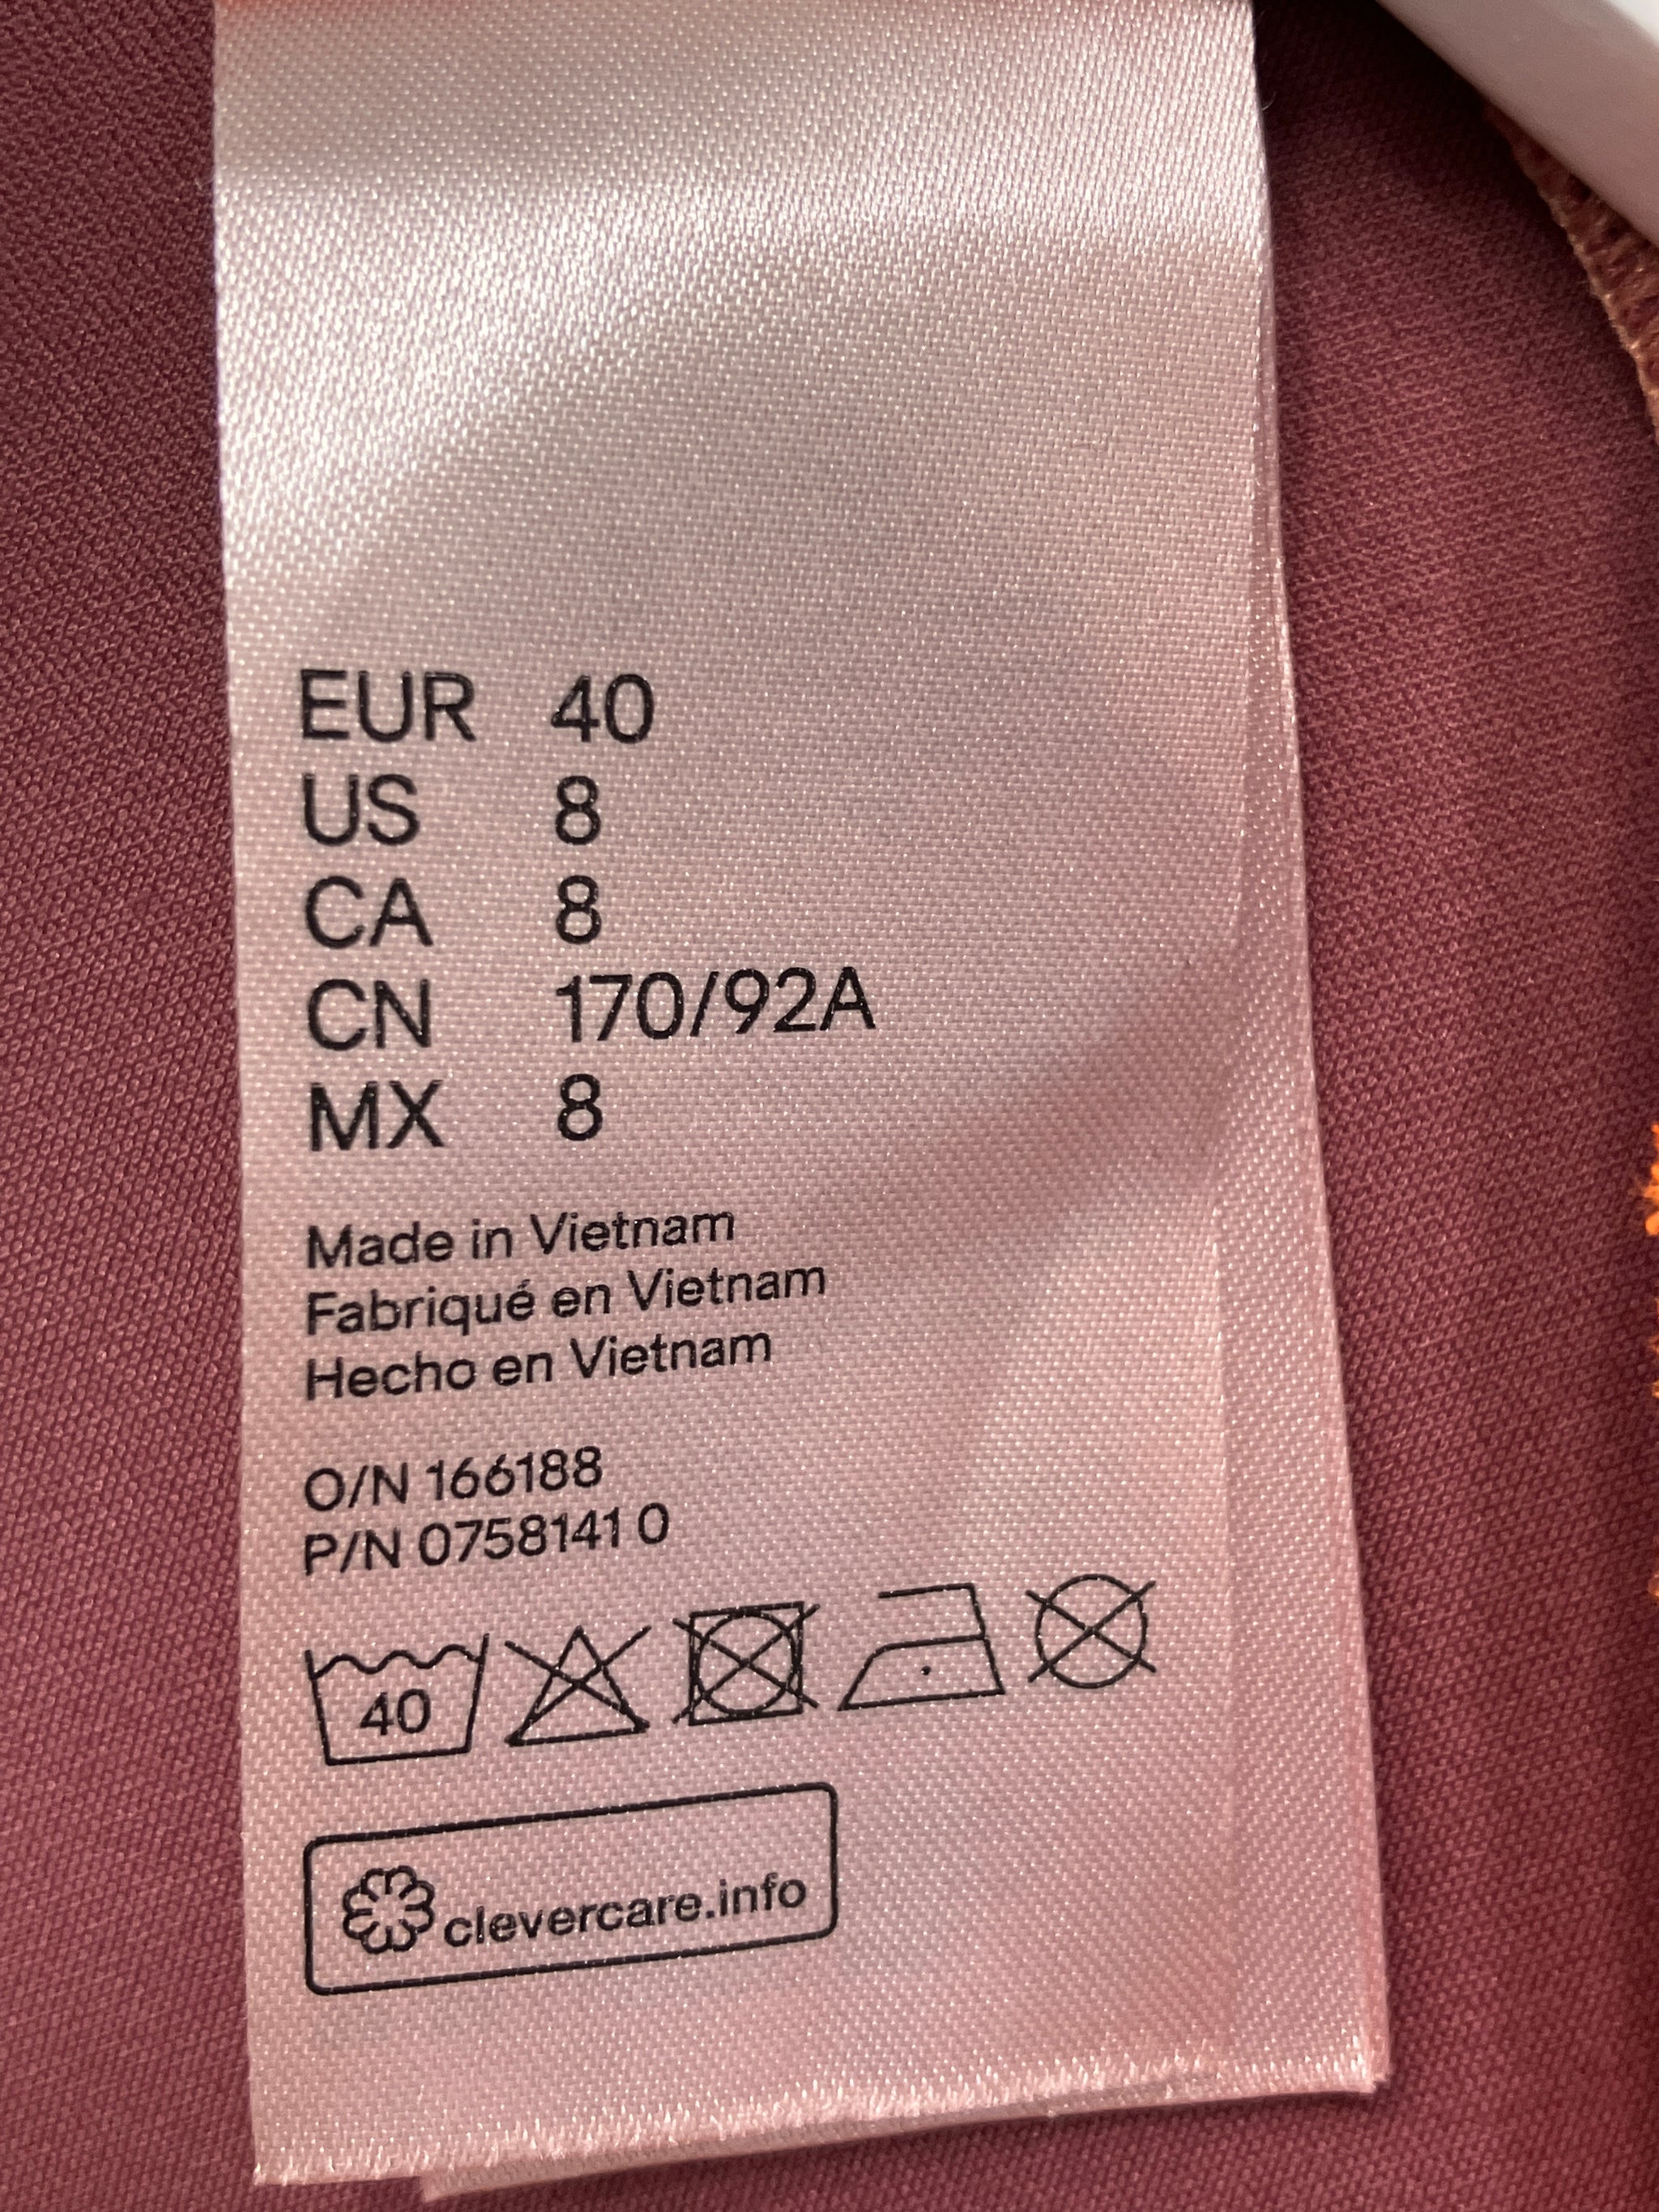 EUR 40
US 8
CA 8
CN 170/92A
MX 8
Made in Vietnam
Fabriqué en Vietnam
Hecho en Vietnam
O/N 166188
P/N 0758141 0
40
clevercare.info